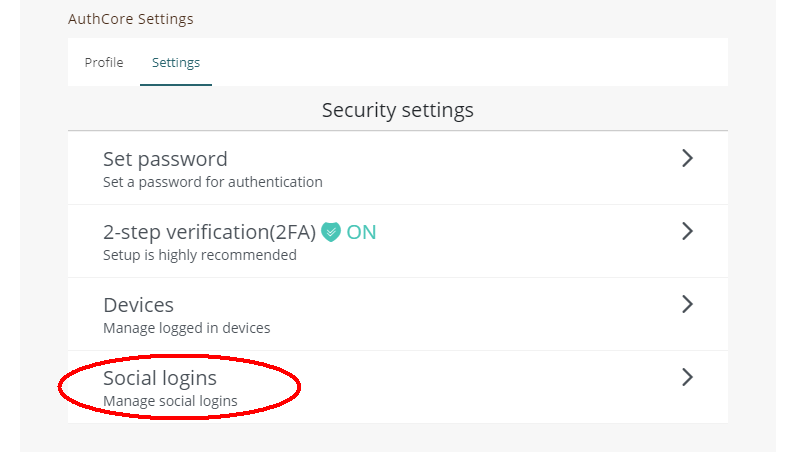 AuthCore Settings
Profile
Settings
Security settings
Set password
Set a password for authentication
2-step verification(2FA) ON
Setup is highly recommended
Devices
Manage logged in devices
Social logins
Manage social logins